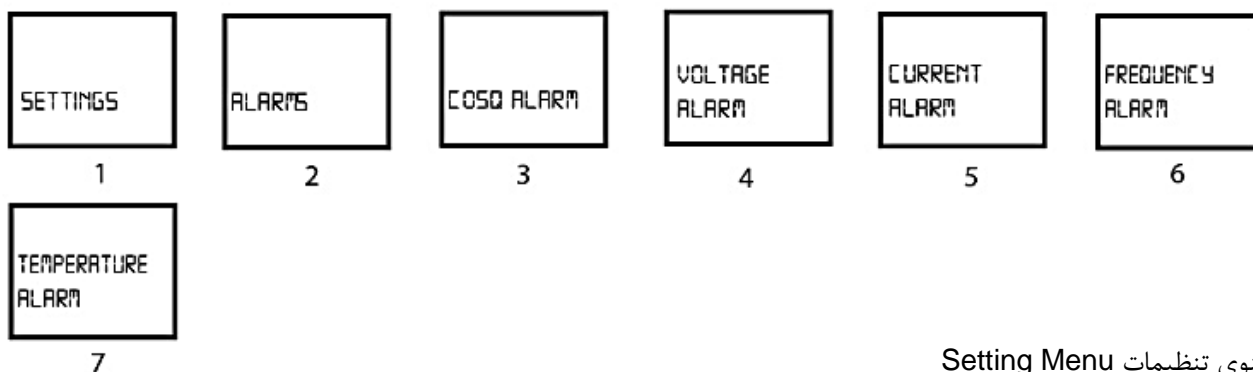 SETTINGS
ALARMS
COSQ ALARM
VOLTAGE
ALARM
CURRENT
ALARM
FREQUENCY
ALARM
1
2
3
4
5
6
TEMPERATURE
ALARM
7
تنظیمات Setting Menu